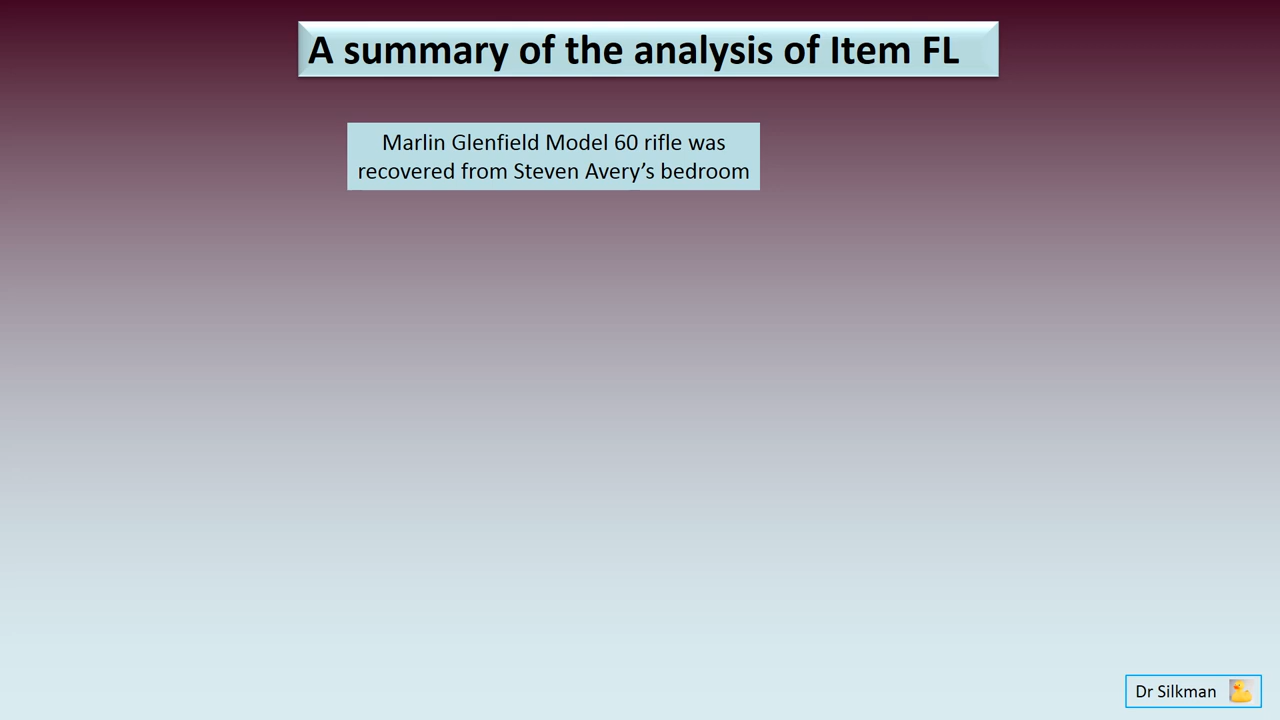 A summary of the analysis of Item FL
Marlin Glenfield Model 60 rifle was
recovered from Steven Avery’s bedroom
Dr Silkman